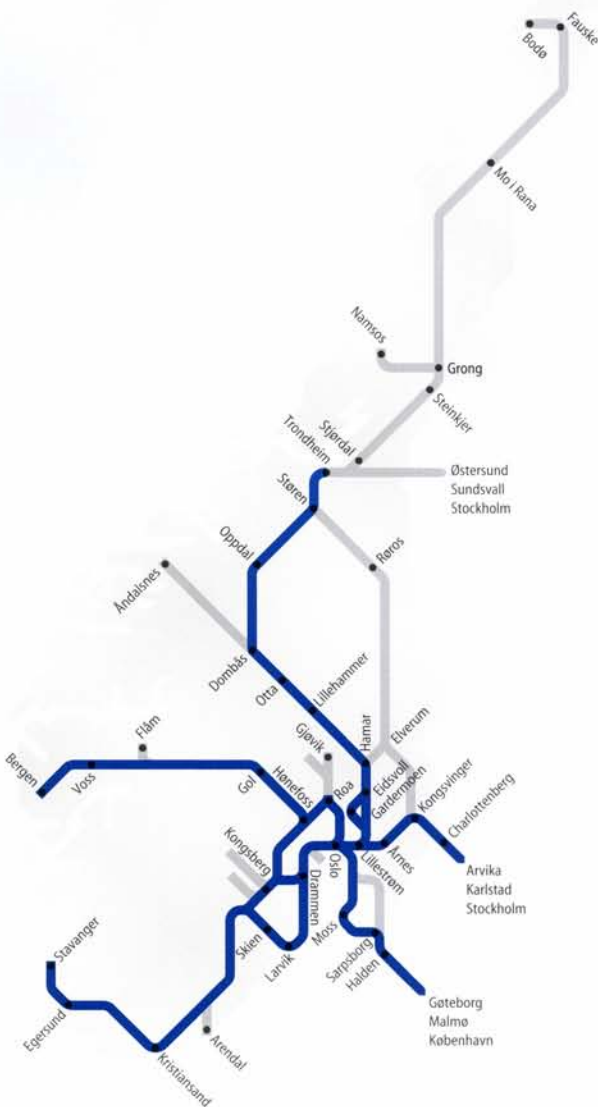 Fauske
Bodø
Mo i Rana
Namsos
Grong
Steinkjer
Stjørdal
Trondheim
Østersund
Sundsvall
Stockholm
Støren
Oppdal
Røros
Åndalsnes
Dombås
Otta
Lillehammer
Hamar
Elverum
Flåm
Bergen
Voss
Gol
Gjøvik
Hønefoss
Roa
Eidsvoll
Gardermoen
Kongsvinger
Charlottenberg
Kongsberg
Drammen
Oslo
Lillestrøm
Årnes
Arvika
Karlstad
Stockholm
Stavanger
Skien
Larvik
Moss
Sarpsborg
Halden
Egersund
Arendal
Kristiansand
Gøteborg
Malmø
København